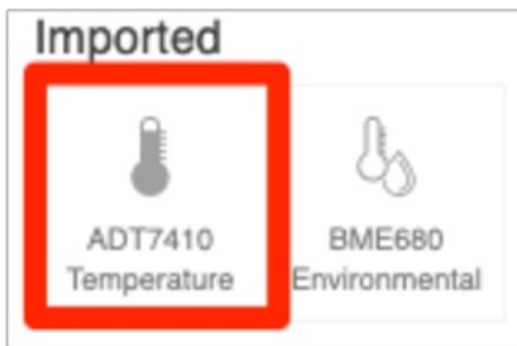 Imported
ADT7410
Temperature
BME680
Environmental